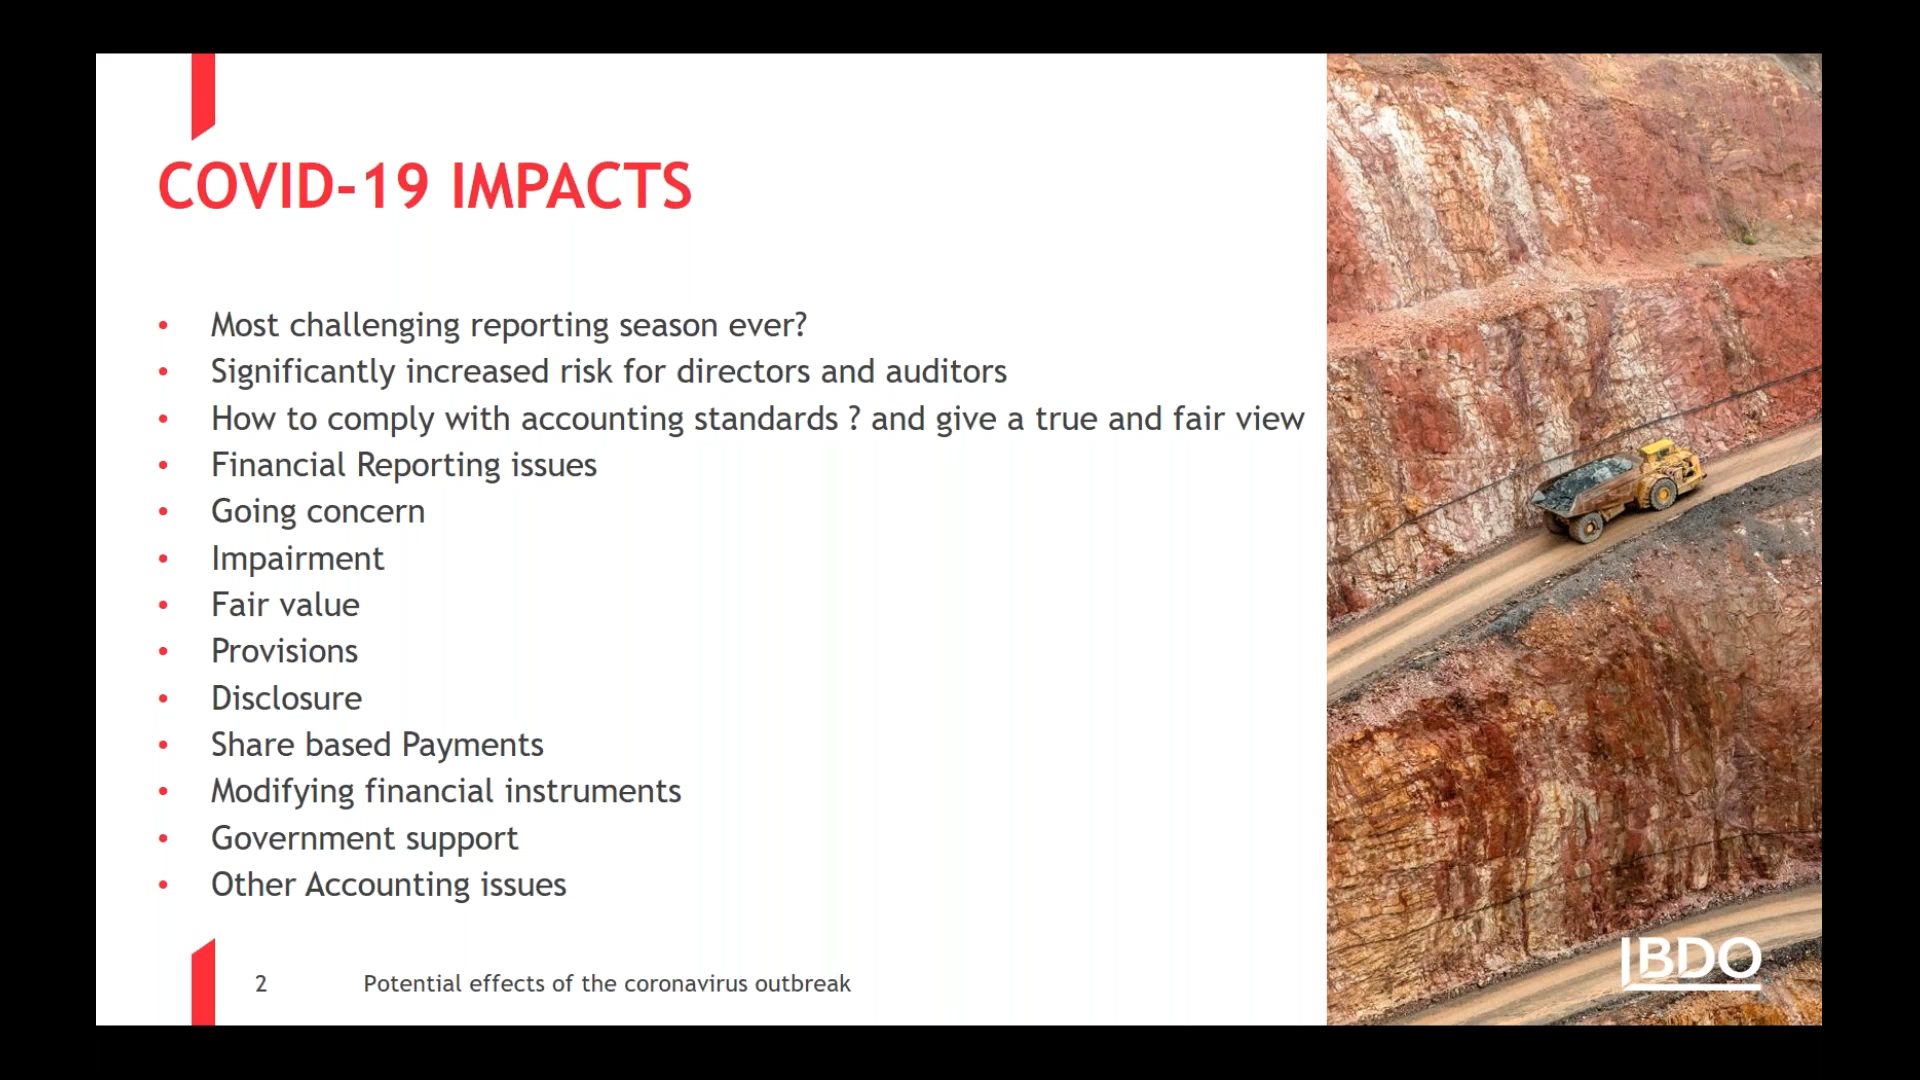 COVID-19 IMPACTS
• Most challenging reporting season ever?
• Significantly increased risk for directors and auditors
• How to comply with accounting standards ? and give a true and fair view
• Financial Reporting issues
• Going concern
• Impairment
• Fair value
• Provisions
• Disclosure
• Share based Payments
• Modifying financial instruments
• Government support
• Other Accounting issues
2 Potential effects of the coronavirus outbreak
BDO